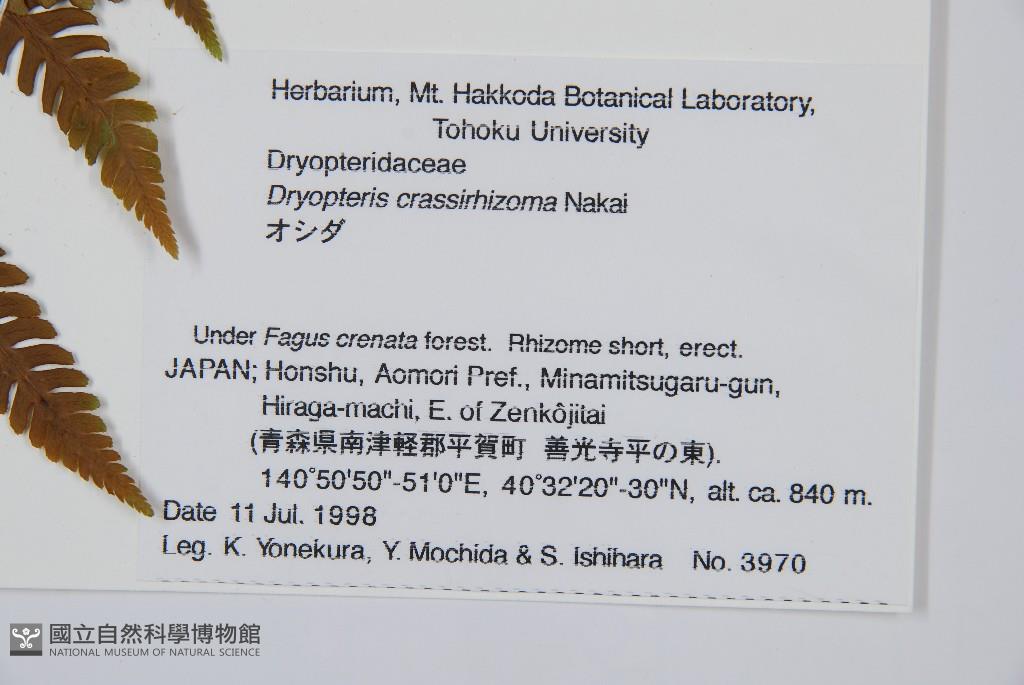 Herbarium, Mt. Hakkoda Botanical Laboratory,
Tohoku University
Dryopteridaceae
Dryopteris crassirhizoma Nakai
オシダ
Under Fagus crenata forest. Rhizome short, erect.
JAPAN; Honshu, Aomori Pref., Minamitsugaru-gun,
Hiraga-machi, E. of Zenkôjitai
(青森県南津軽郡平賀町 善光寺平の東).
140°50'50"-51'0"E, 40°32'20"-30"N, alt. ca. 840 m.
Date 11 Jul. 1998
Leg. K. Yonekura, Y. Mochida & S. Ishihara No. 3970
國立自然科學博物館
NATIONAL MUSEUM OF NATURAL SCIENCE